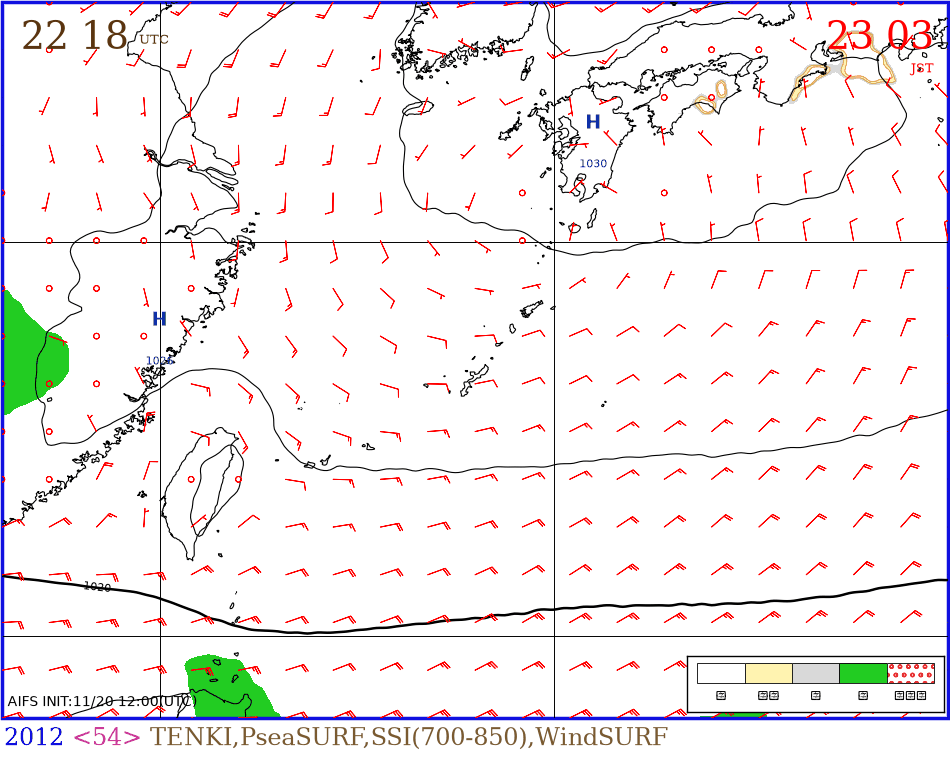 22 18 UTC 23 03 JST
H
1030
H
1020
AIFS INIT:11/20 12:00(UTC)
2012 <54> TENKI,PseaSURF,SSI(700-850),WindSURF